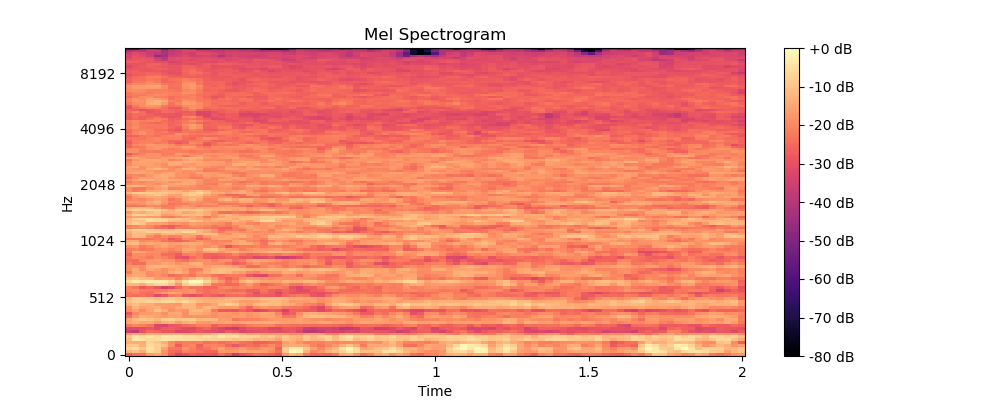 Mel Spectrogram
Hz
8192
4096
2048
1024
512
0
0 0.5 1 1.5 2
Time
+0 dB
-10 dB
-20 dB
-30 dB
-40 dB
-50 dB
-60 dB
-70 dB
-80 dB